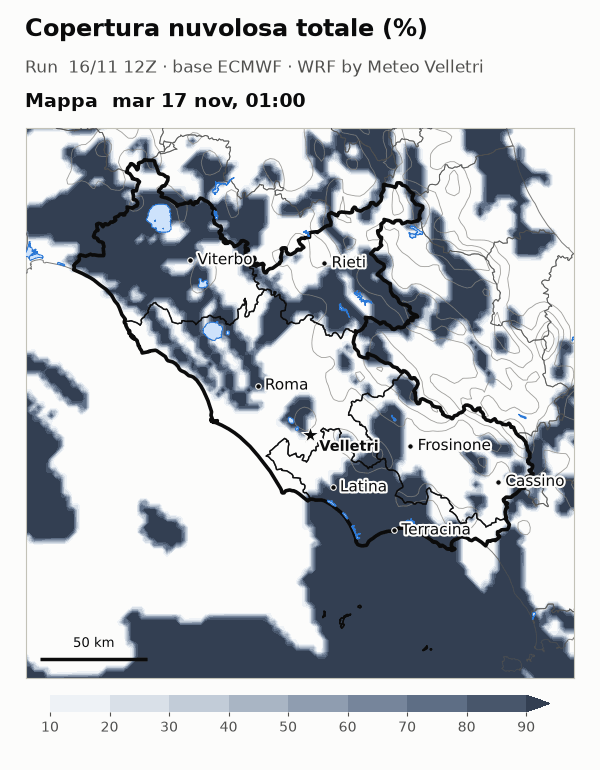 Copertura nuvolosa totale (%)
Run  16/11 12Z · base ECMWF · WRF by Meteo Velletri
Mappa  mar 17 nov, 01:00
Viterbo
Rieti
Roma
Velletri
Frosinone
Cassino
Latina
Terracina
50 km
10 20 30 40 50 60 70 80 90